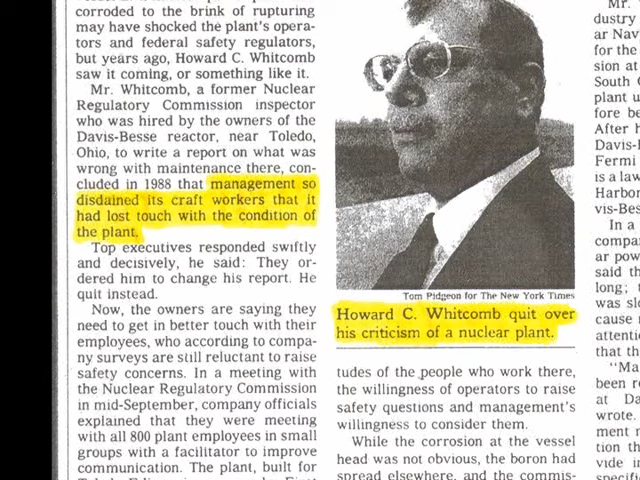 corroded to the brink of rupturing
may have shocked the plant's opera-
tors and federal safety regulators,
but years ago, Howard C. Whitcomb
saw it coming, or something like it.
Mr. Whitcomb, a former Nuclear
Regulatory Commission inspector
who was hired by the owners of the
Davis-Besse reactor, near Toledo,
Ohio, to write a report on what was
wrong with maintenance there, con-
cluded in 1988 that management so
disdained its craft workers that it
had lost touch with the condition of
the plant.
Top executives responded swiftly
and decisively, he said: They or-
dered him to change his report. He
quit instead.
Now, the owners are saying they
need to get in better touch with their
employees, who according to compa-
ny surveys are still reluctant to raise
safety concerns. In a meeting with
the Nuclear Regulatory Commission
in mid-September, company officials
explained that they were meeting
with all 800 plant employees in small
groups with a facilitator to improve
communication. The plant, built for
Tom Pidgeon for The New York Times
Howard C. Whitcomb quit over
his criticism of a nuclear plant.
tudes of the people who work there,
the willingness of operators to raise
safety questions and management's
willingness to consider them.
While the corrosion at the vessel
head was not obvious, the boron had
spread elsewhere, and the commis-
Mr.
dustry
ar Nav
for the
sion at
South C
plant u
fore be
After h
Davis-
Fermi
is a law
Harbor
vis-Bes
In a
compa
ar pow
said th
long; t
was slo
cause
attenti
that th
"Ma
been re
at Da
wrote.
ment
tion th
vide in
specifi